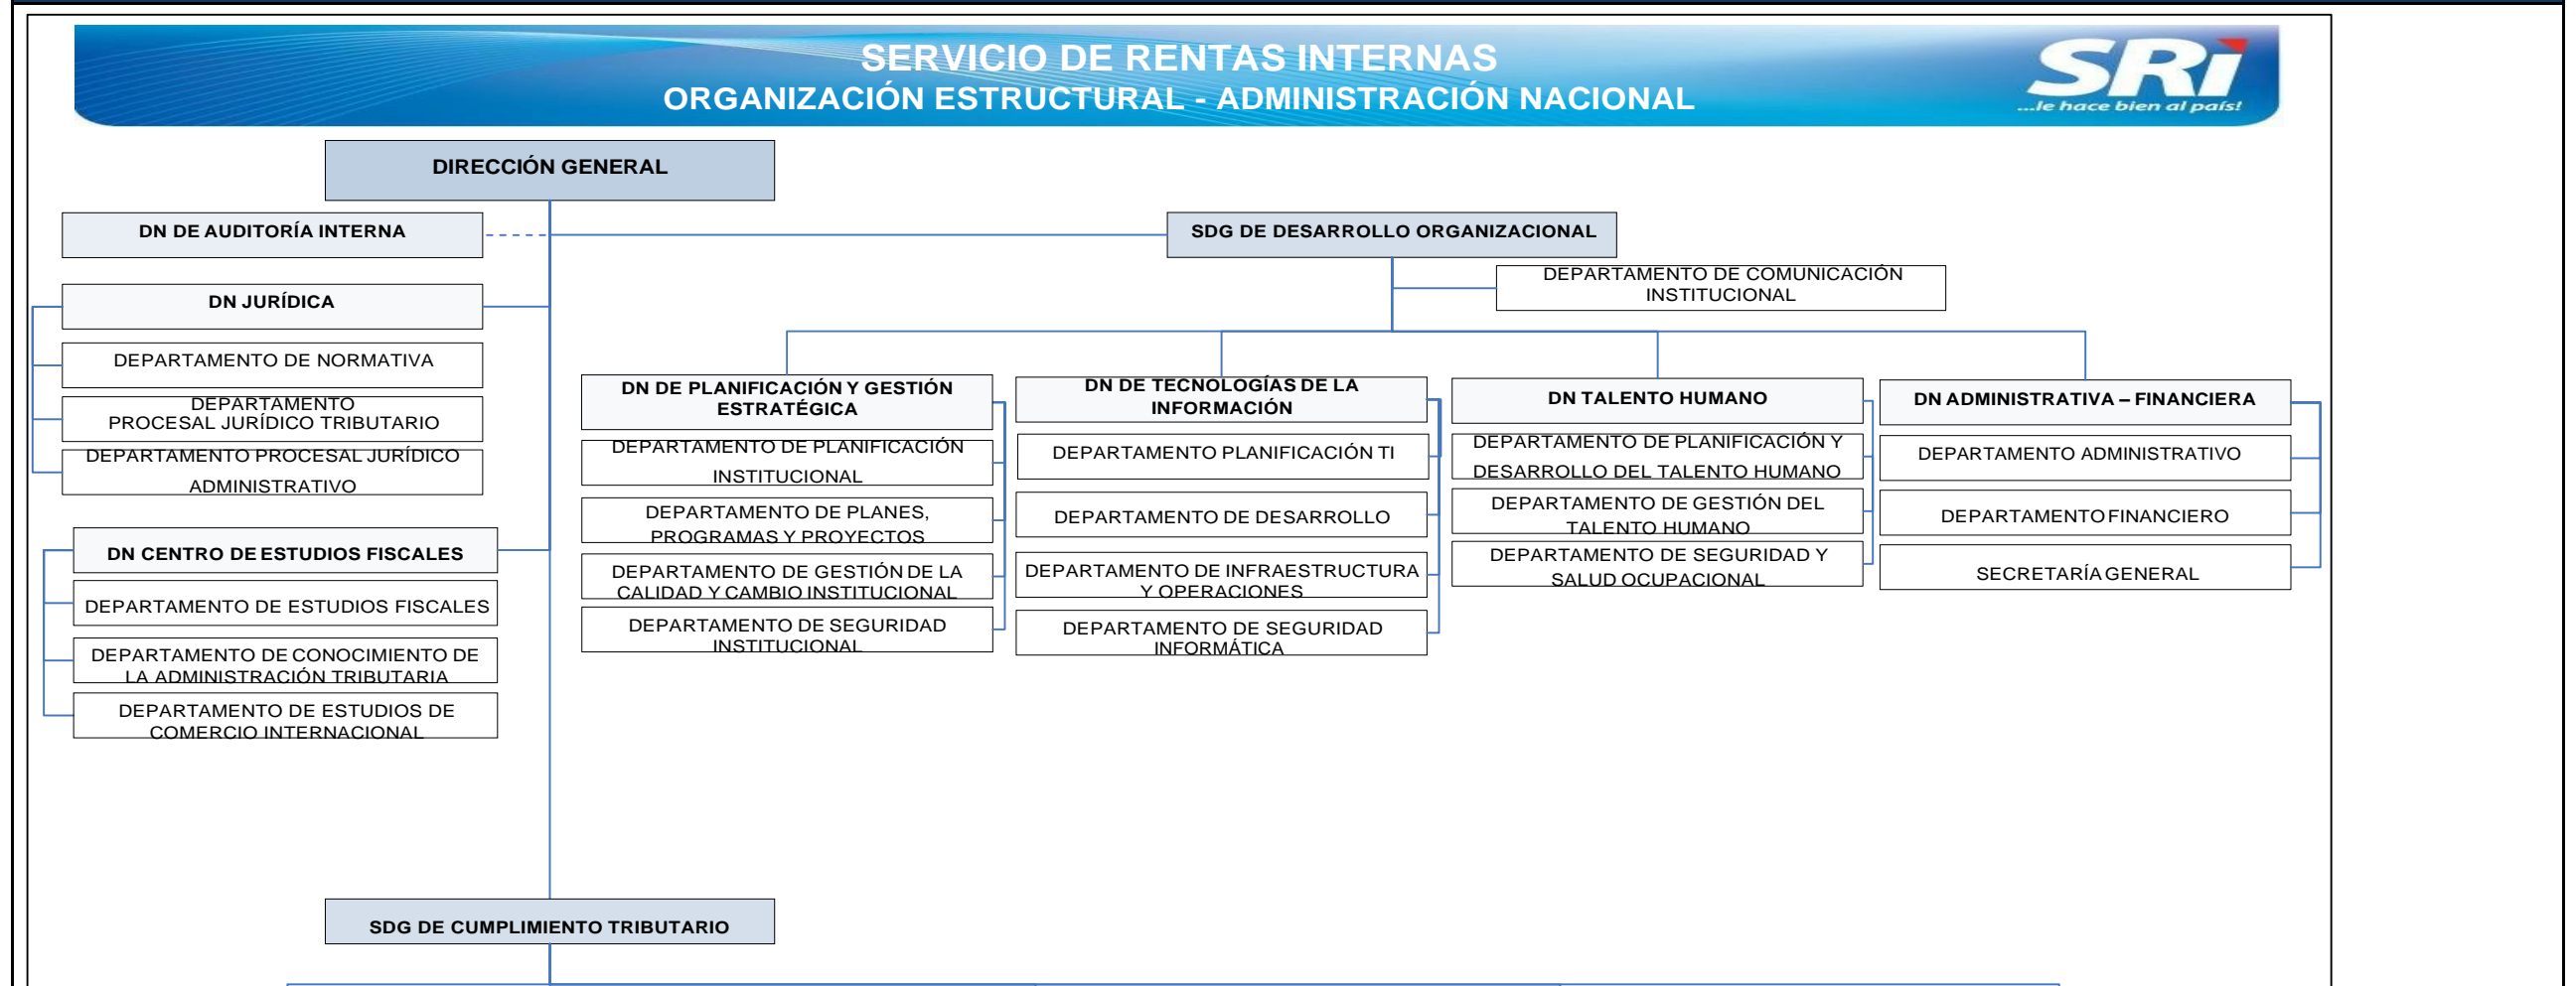 SERVICIO DE RENTAS INTERNAS
ORGANIZACIÓN ESTRUCTURAL - ADMINISTRACIÓN NACIONAL
SRi
...le hace bien al país!
DIRECCIÓN GENERAL
DN DE AUDITORÍA INTERNA
SDG DE DESARROLLO ORGANIZACIONAL
DEPARTAMENTO DE COMUNICACIÓN
INSTITUCIONAL
DN JURÍDICA
DEPARTAMENTO DE NORMATIVA
DEPARTAMENTO
PROCESAL JURÍDICO TRIBUTARIO
DEPARTAMENTO PROCESAL JURÍDICO
ADMINISTRATIVO
DN CENTRO DE ESTUDIOS FISCALES
DEPARTAMENTO DE ESTUDIOS FISCALES
DEPARTAMENTO DE CONOCIMIENTO DE
LA ADMINISTRACIÓN TRIBUTARIA
DEPARTAMENTO DE ESTUDIOS DE
COMERCIO INTERNACIONAL
DN DE PLANIFICACIÓN Y GESTIÓN
ESTRATÉGICA
DEPARTAMENTO DE PLANIFICACIÓN
INSTITUCIONAL
DEPARTAMENTO DE PLANES,
PROGRAMAS Y PROYECTOS
DEPARTAMENTO DE GESTIÓN DE LA
CALIDAD Y CAMBIO INSTITUCIONAL
DEPARTAMENTO DE SEGURIDAD
INSTITUCIONAL
DN DE TECNOLOGÍAS DE LA
INFORMACIÓN
DEPARTAMENTO PLANIFICACIÓN TI
DEPARTAMENTO DE DESARROLLO
DEPARTAMENTO DE INFRAESTRUCTURA
Y OPERACIONES
DEPARTAMENTO DE SEGURIDAD
INFORMÁTICA
DN TALENTO HUMANO
DEPARTAMENTO DE PLANIFICACIÓN Y
DESARROLLO DEL TALENTO HUMANO
DEPARTAMENTO DE GESTIÓN DEL
TALENTO HUMANO
DEPARTAMENTO DE SEGURIDAD Y
SALUD OCUPACIONAL
DN ADMINISTRATIVA – FINANCIERA
DEPARTAMENTO ADMINISTRATIVO
DEPARTAMENTO FINANCIERO
SECRETARÍA GENERAL
SDG DE CUMPLIMIENTO TRIBUTARIO